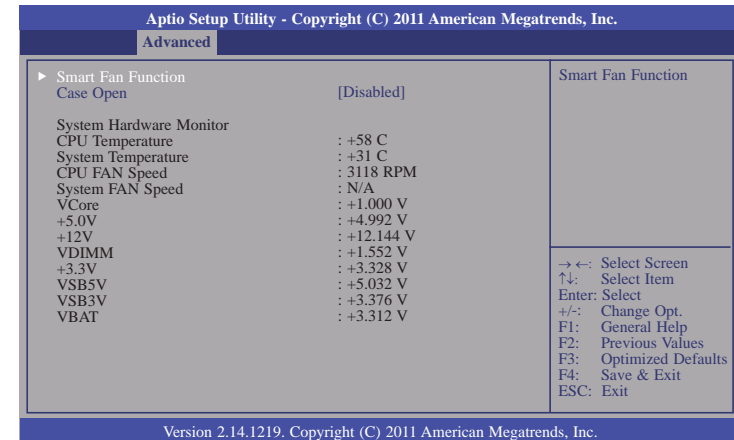 Aptio Setup Utility - Copyright (C) 2011 American Megatrends, Inc.
Advanced
► Smart Fan Function
Case Open [Disabled]
System Hardware Monitor
CPU Temperature : +58 C
System Temperature : +31 C
CPU FAN Speed : 3118 RPM
System FAN Speed : N/A
VCore : +1.000 V
+5.0V : +4.992 V
+12V : +12.144 V
VDIMM : +1.552 V
+3.3V : +3.328 V
VSB5V : +5.032 V
VSB3V : +3.376 V
VBAT : +3.312 V
Smart Fan Function
→←: Select Screen
↑↓: Select Item
Enter: Select
+/-: Change Opt.
F1: General Help
F2: Previous Values
F3: Optimized Defaults
F4: Save & Exit
ESC: Exit
Version 2.14.1219. Copyright (C) 2011 American Megatrends, Inc.